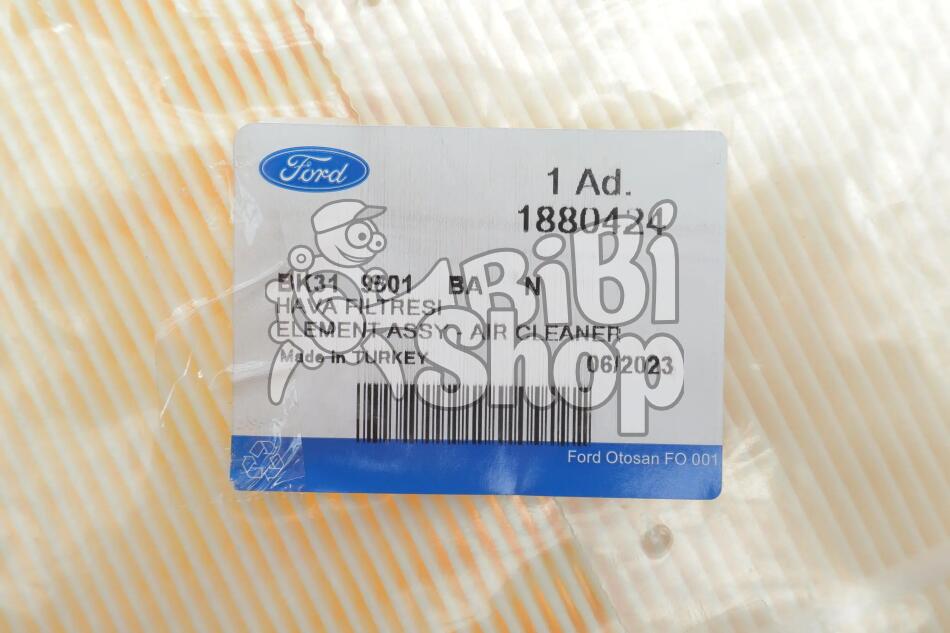 Ford
1 Ad.
1880424
BK31 9601 BA N
HAVA FILTRESI
ELEMENT ASSY - AIR CLEANER
Made in TURKEY
06/2023
BiBi
Shop
Ford Otosan FO 001